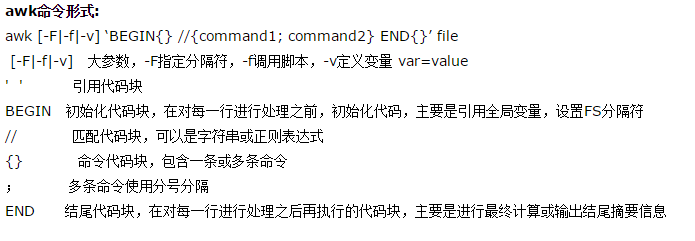 awk命令形式:
awk [-F|-f|-v] ‘BEGIN{} //{command1; command2} END{}’ file
[-F|-f|-v] 大参数，-F指定分隔符，-f调用脚本，-v定义变量 var=value
' ' 引用代码块
BEGIN 初始化代码块，在对每一行进行处理之前，初始化代码，主要是引用全局变量，设置FS分隔符
// 匹配代码块，可以是字符串或正则表达式
{} 命令代码块，包含一条或多条命令
； 多条命令使用分号分隔
END 结尾代码块，在对每一行进行处理之后再执行的代码块，主要是进行最终计算或输出结尾摘要信息